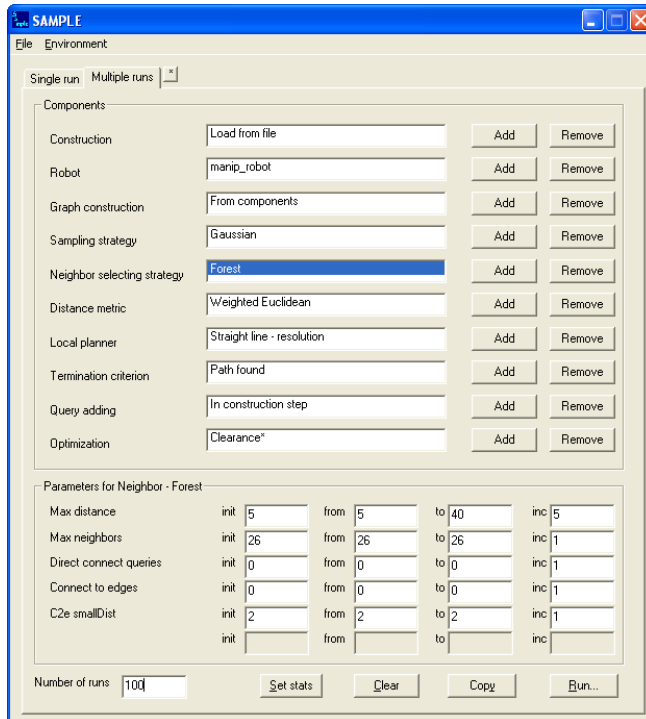 SAMPLE
File Environment
Single run Multiple runs *
Components
Construction Load from file Add Remove
Robot manip_robot Add Remove
Graph construction From components Add Remove
Sampling strategy Gaussian Add Remove
Neighbor selecting strategy Forest Add Remove
Distance metric Weighted Euclidean Add Remove
Local planner Straight line - resolution Add Remove
Termination criterion Path found Add Remove
Query adding In construction step Add Remove
Optimization Clearance* Add Remove
Parameters for Neighbor - Forest
Max distance init 5 from 5 to 40 inc 5
Max neighbors init 26 from 26 to 26 inc 1
Direct connect queries init 0 from 0 to 0 inc 1
Connect to edges init 0 from 0 to 0 inc 1
C2e smallDist init 2 from 2 to 2 inc 1
init from to inc
Number of runs 100 Set stats Clear Copy Run...